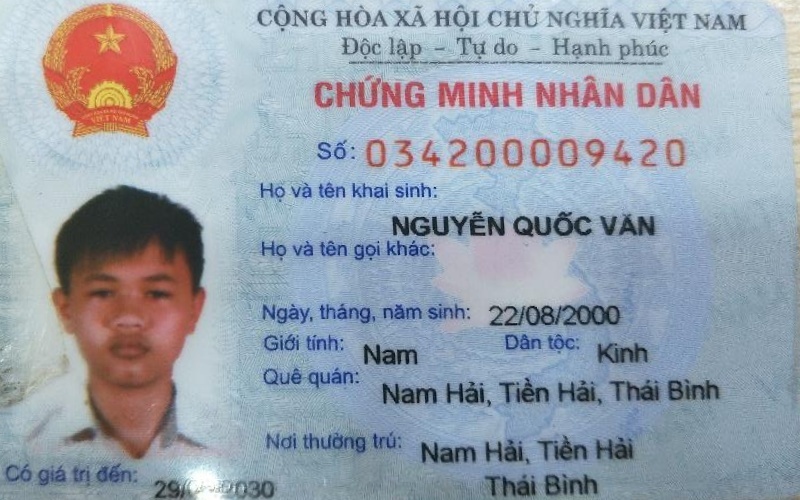 CỘNG HÒA XÃ HỘI CHỦ NGHĨA VIỆT NAM
Độc lập - Tự do - Hạnh phúc
CHỨNG MINH NHÂN DÂN
Số: 034200009420
Họ và tên khai sinh:
NGUYỄN QUỐC VĂN
Họ và tên gọi khác:
Ngày, tháng, năm sinh: 22/08/2000
Giới tính: Nam Dân tộc: Kinh
Quê quán: Nam Hải, Tiền Hải, Thái Bình
Nơi thường trú: Nam Hải, Tiền Hải
Thái Bình
Có giá trị đến:
VIỆT NAM